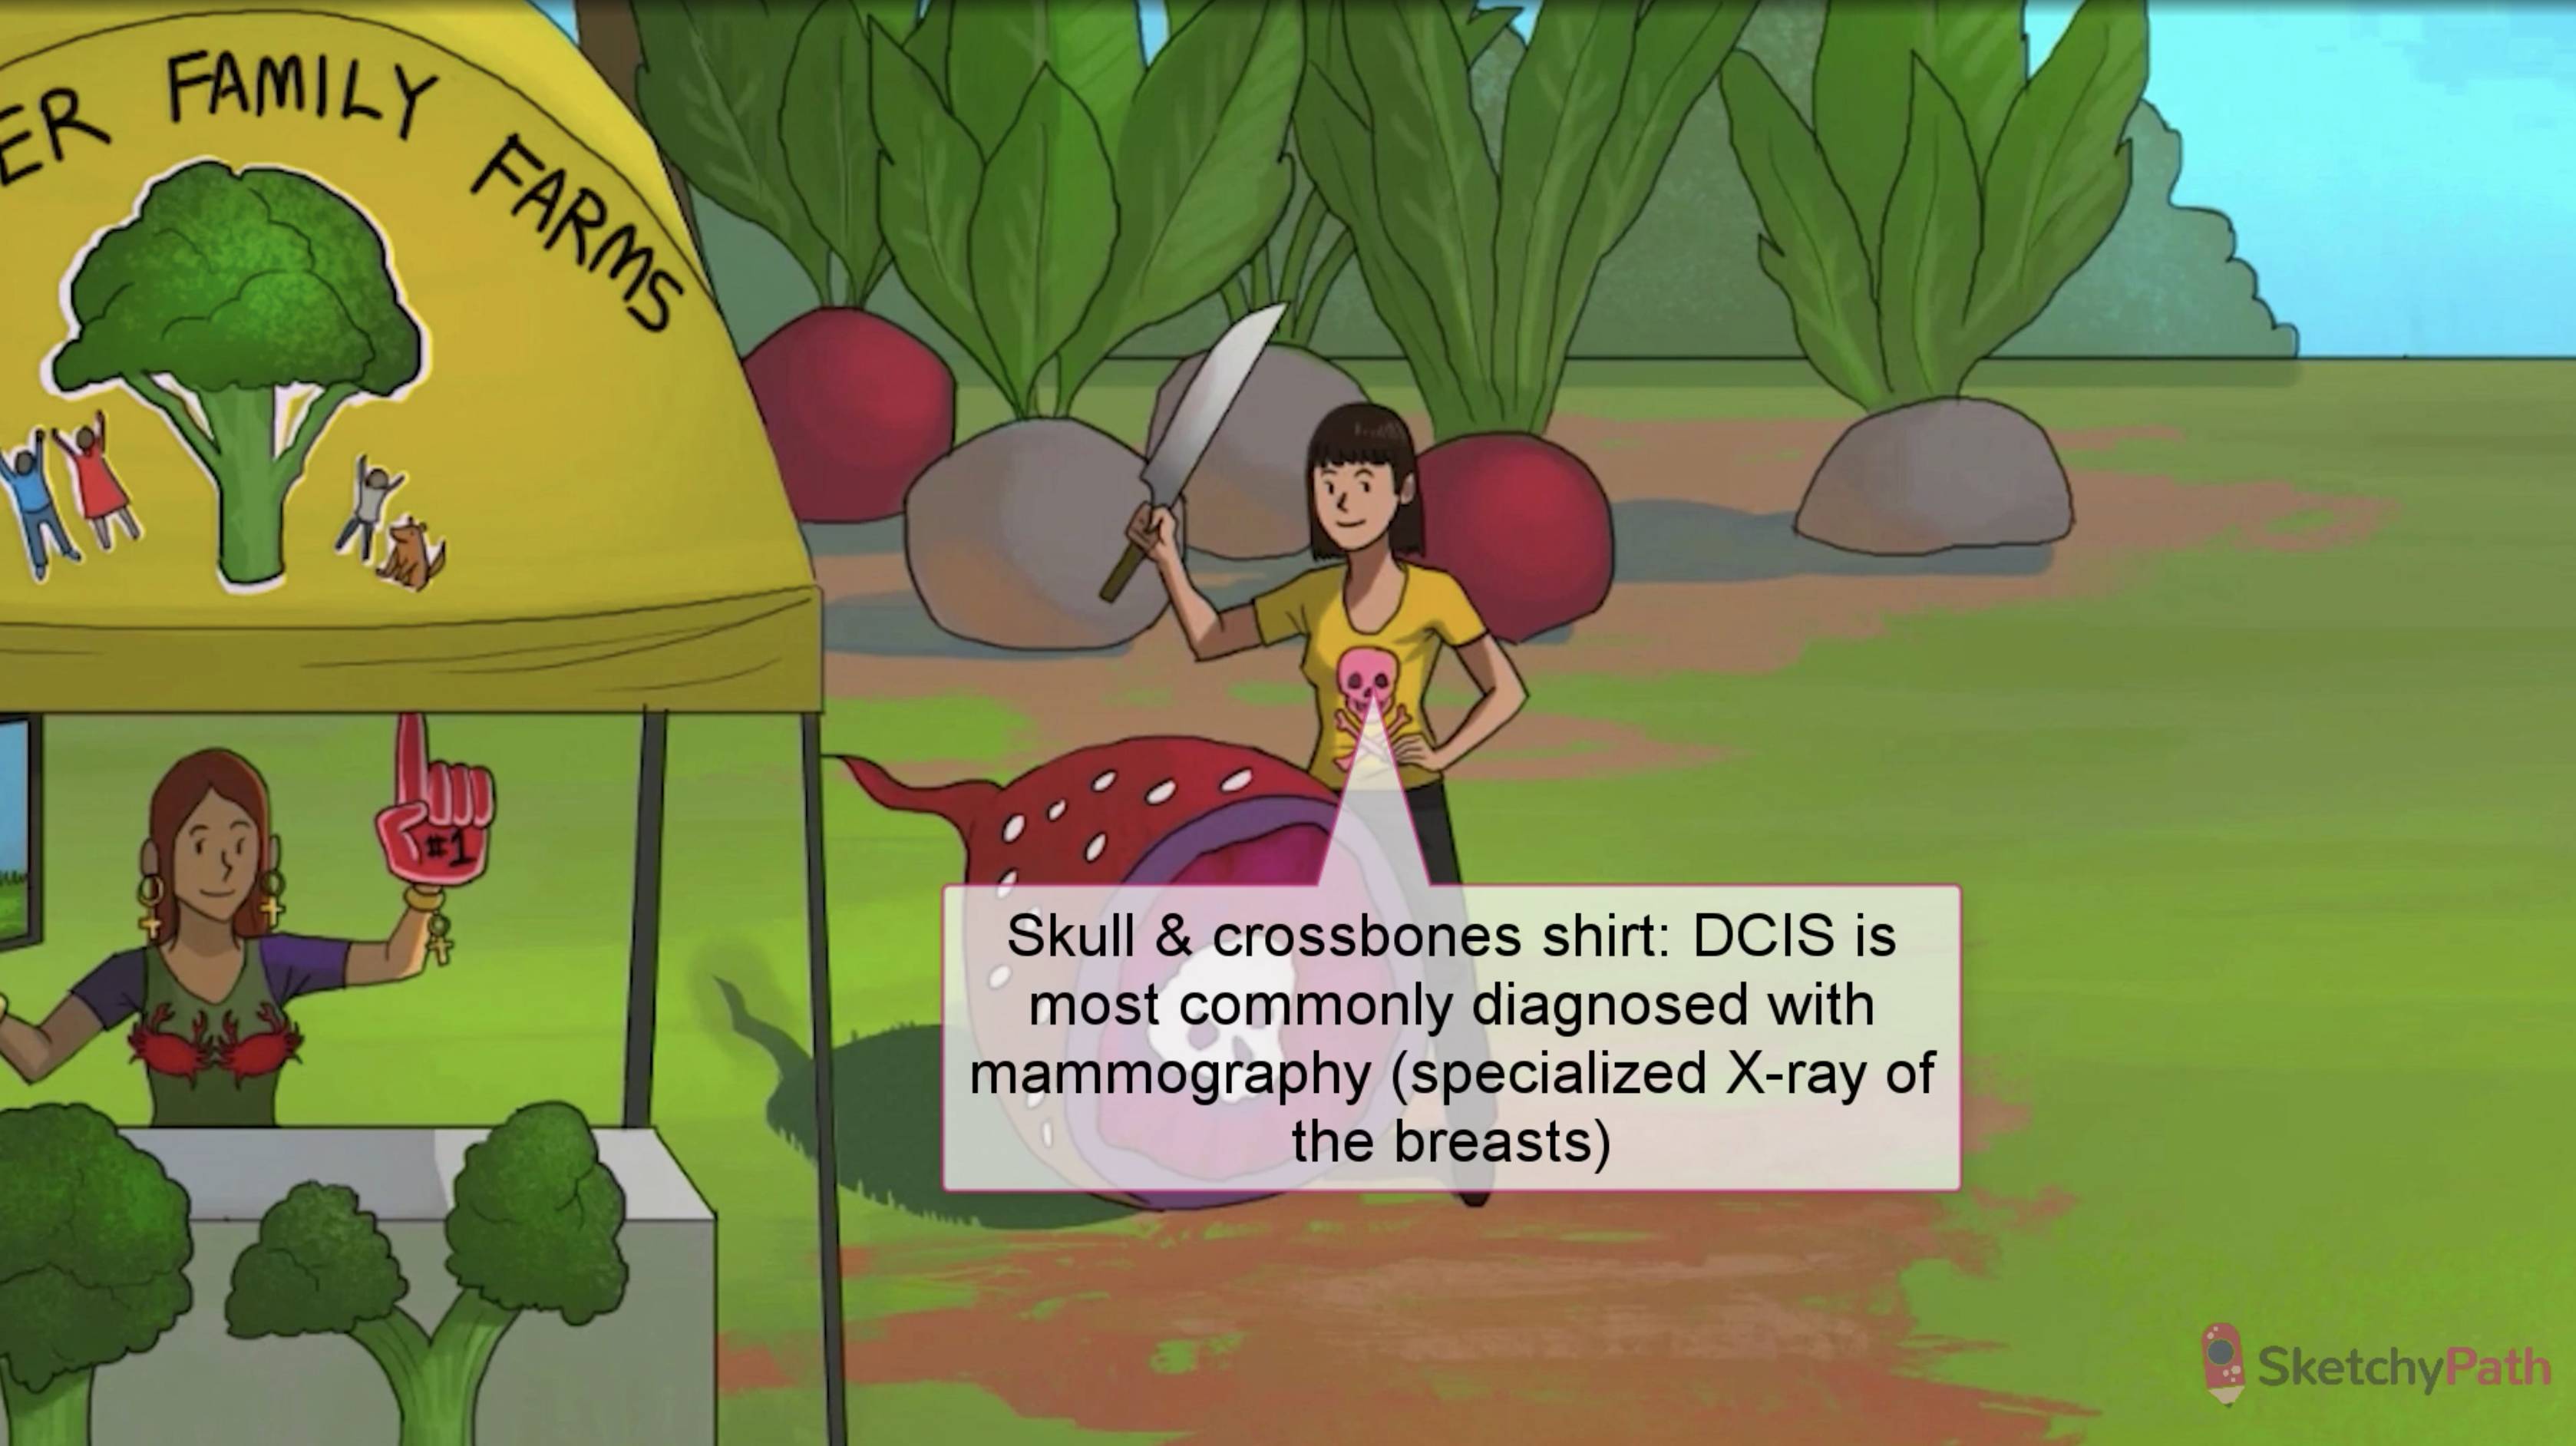 ER FAMILY FARMS
#1
Skull & crossbones shirt: DCIS is
most commonly diagnosed with
mammography (specialized X-ray of
the breasts)
SketchyPath